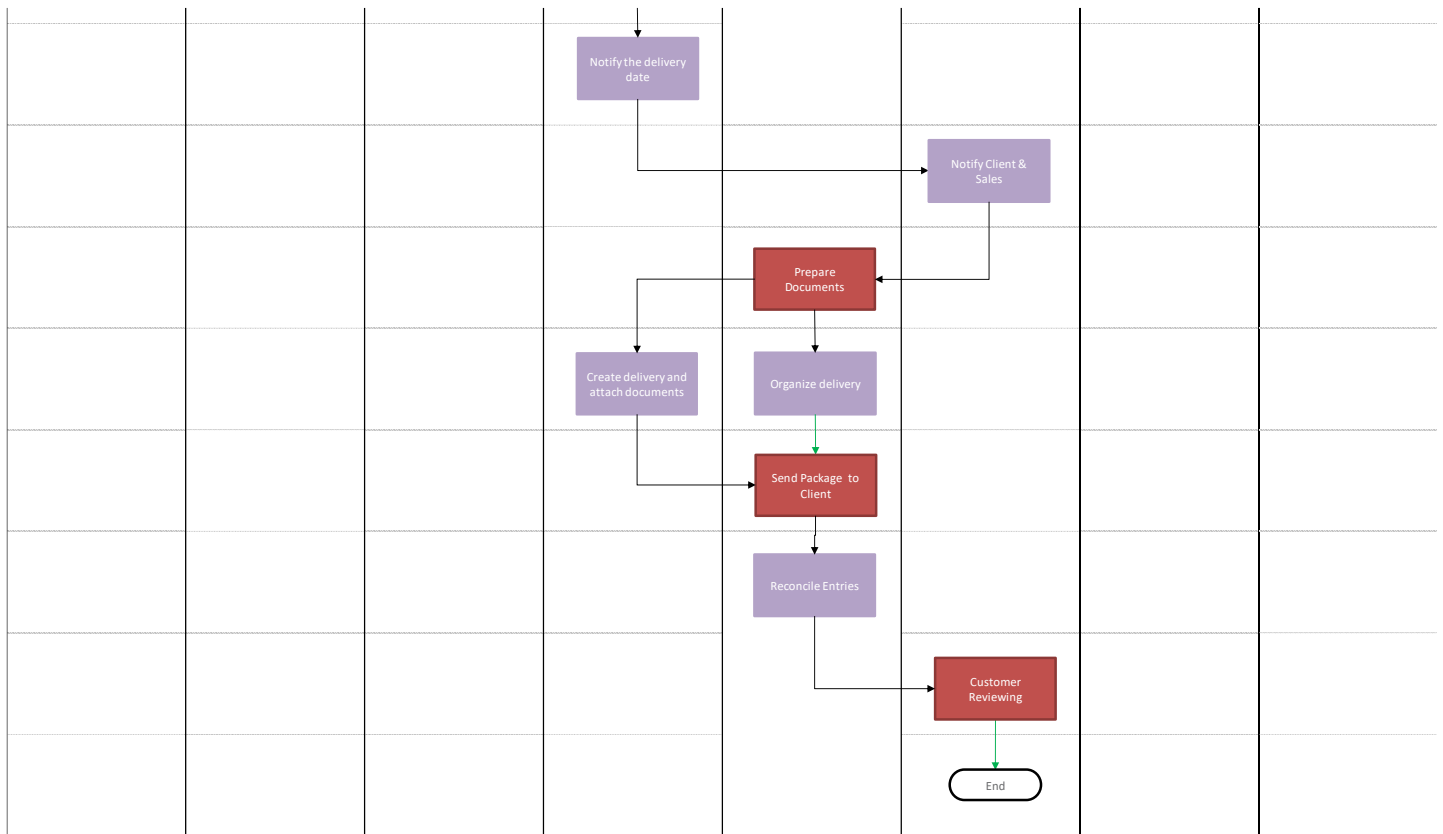 Notify the delivery
date
Notify Client &
Sales
Prepare
Documents
Create delivery and
attach documents
Organize delivery
Send Package to
Client
Reconcile Entries
Customer
Reviewing
End